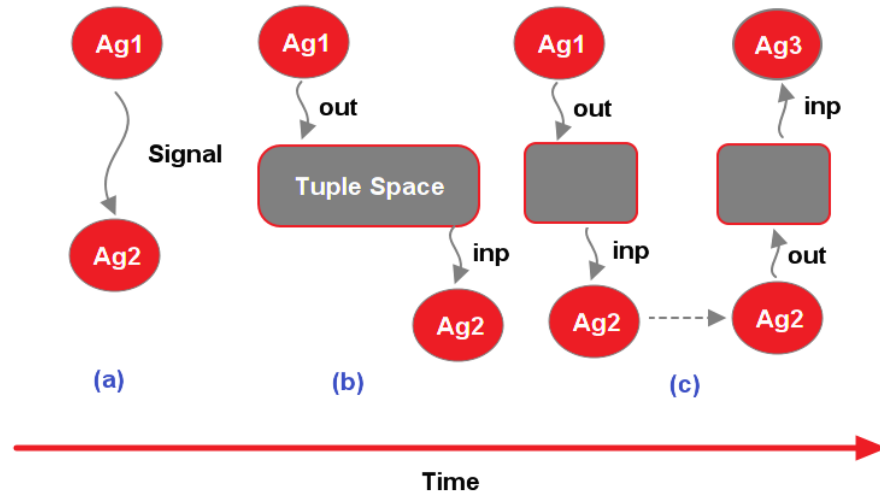 Ag1
Signal
Ag2
(a)
Ag1
out
Tuple Space
inp
Ag2
(b)
Ag1
out
inp
Ag2
Ag3
inp
out
Ag2
(c)
Time